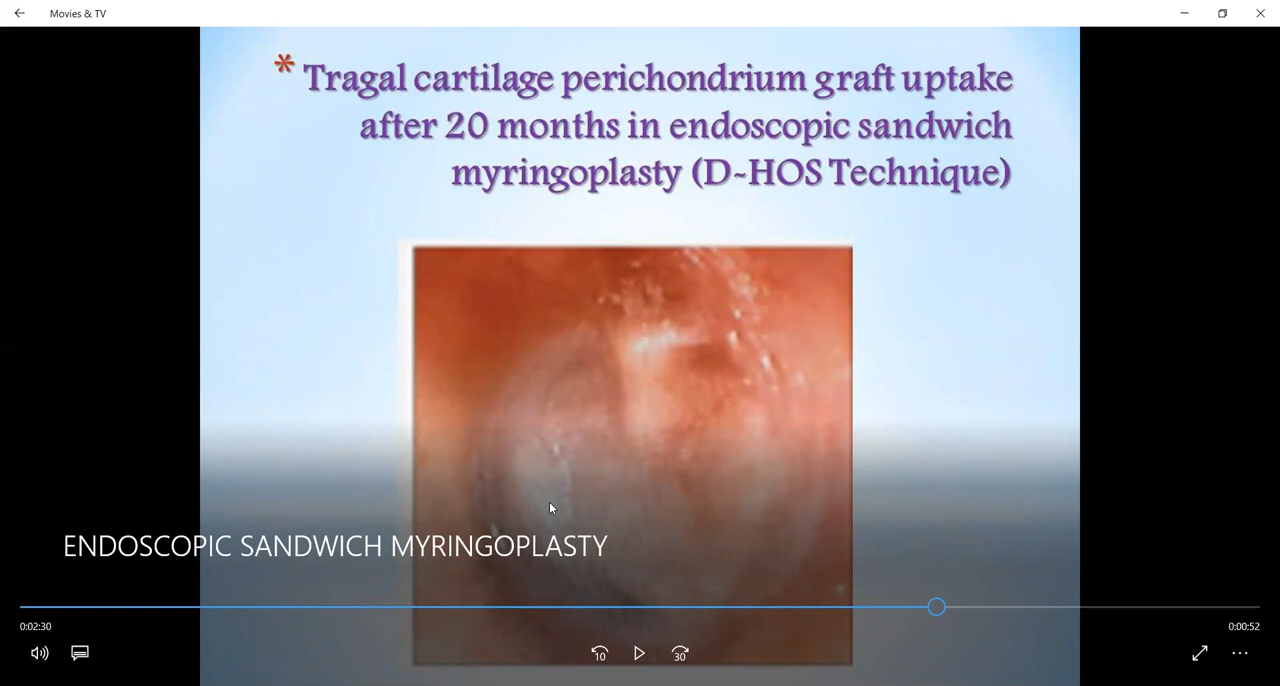 Movies & TV
* Tragal cartilage perichondrium graft uptake
after 20 months in endoscopic sandwich
myringoplasty (D-HOS Technique)
ENDOSCOPIC SANDWICH MYRINGOPLASTY
0:02:30
0:00:52
10
30